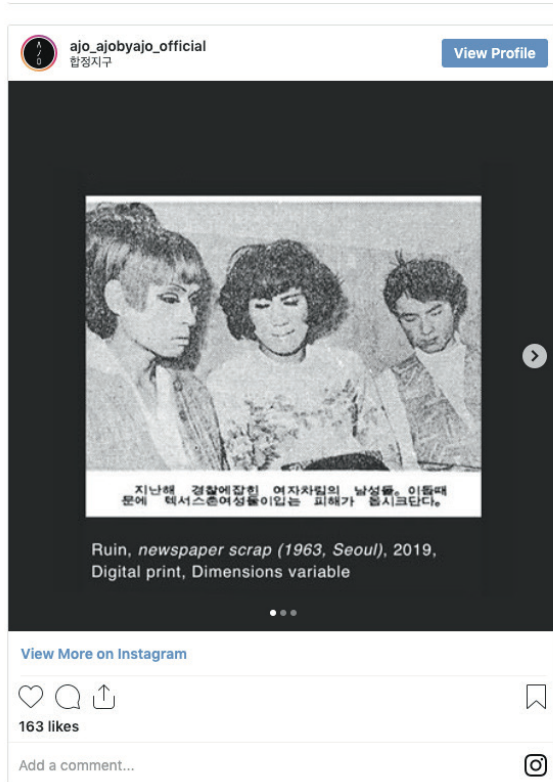 ajo_ajobyajo_official
합정지구
View Profile
지난해 경찰에잡힌 여자차림의 남성들。이들때
문에 텍서스촌여성들이입는 피해가 몹시크단다。
Ruin, newspaper scrap (1963, Seoul), 2019,
Digital print, Dimensions variable
View More on Instagram
163 likes
Add a comment...